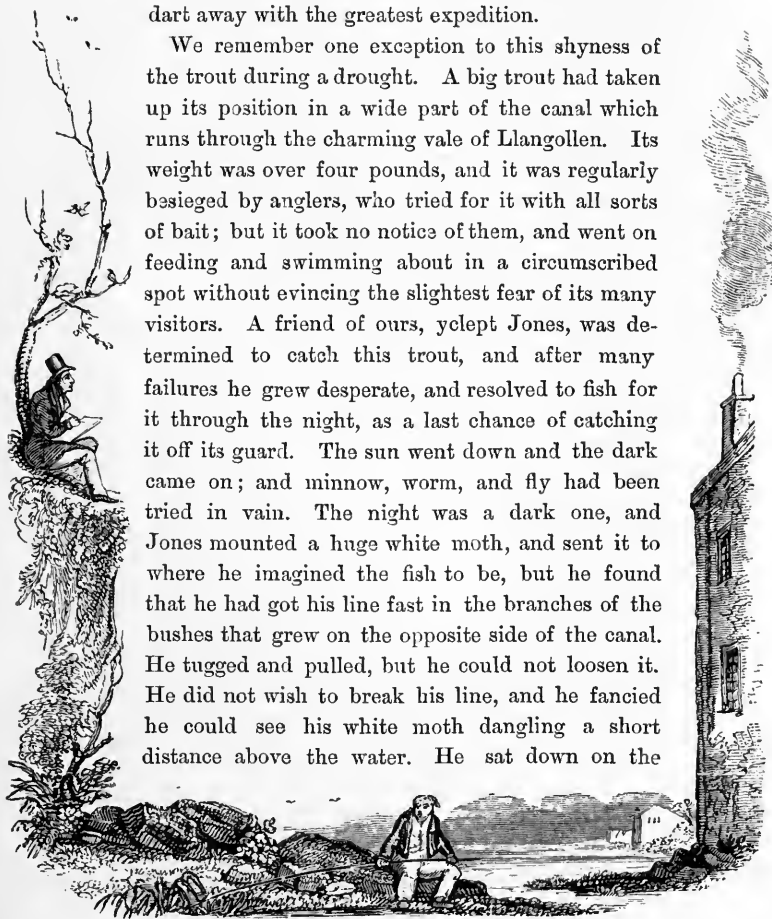 dart away with the greatest expedition.
We remember one exception to this shyness of
the trout during a drought. A big trout had taken
up its position in a wide part of the canal which
runs through the charming vale of Llangollen. Its
weight was over four pounds, and it was regularly
besieged by anglers, who tried for it with all sorts
of bait; but it took no notice of them, and went on
feeding and swimming about in a circumscribed
spot without evincing the slightest fear of its many
visitors. A friend of ours, yclept Jones, was de-
termined to catch this trout, and after many
failures he grew desperate, and resolved to fish for
it through the night, as a last chance of catching
it off its guard. The sun went down and the dark
came on; and minnow, worm, and fly had been
tried in vain. The night was a dark one, and
Jones mounted a huge white moth, and sent it to
where he imagined the fish to be, but he found
that he had got his line fast in the branches of the
bushes that grew on the opposite side of the canal.
He tugged and pulled, but he could not loosen it.
He did not wish to break his line, and he fancied
he could see his white moth dangling a short
distance above the water. He sat down on the